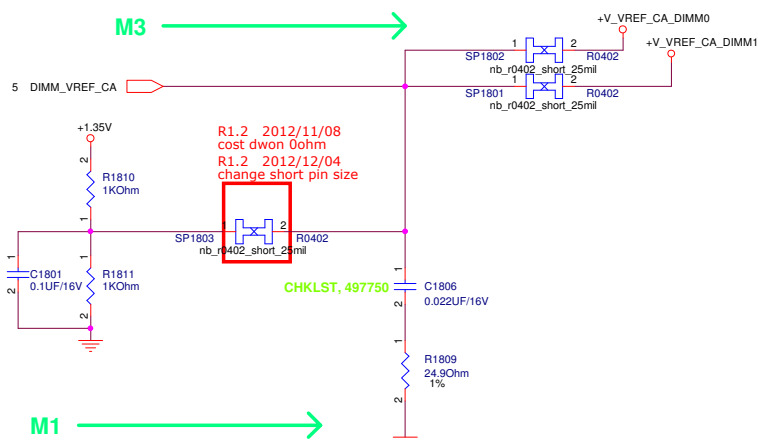 M3
+V_VREF_CA_DIMM0
+V_VREF_CA_DIMM1
1
2
SP1802
R0402
nb_r0402_short_25mil
1
2
SP1801
R0402
nb_r0402_short_25mil
5 DIMM_VREF_CA
+1.35V
R1.2 2012/11/08
cost dwon 0ohm
R1.2 2012/12/04
change short pin size
2
R1810
1KOhm
1
1
2
SP1803
R0402
nb_r0402_short_25mil
1
C1801
0.1UF/16V
2
1
R1811
1KOhm
2
CHKLST, 497750
1
C1806
2
0.022UF/16V
1
R1809
24.9Ohm
1%
2
M1